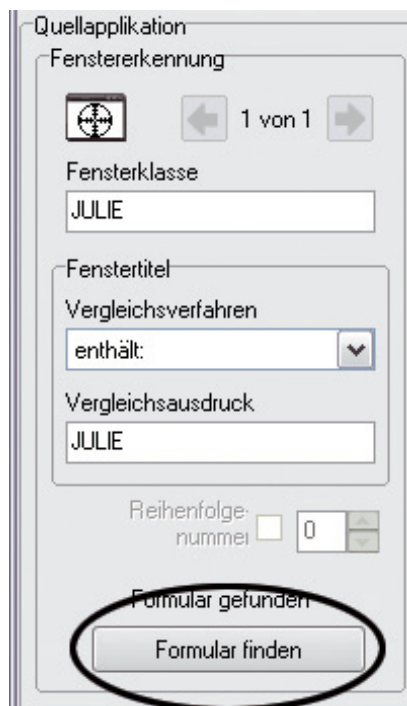 Quellapplikation
Fenstererkennung
1 von 1
Fensterklasse
JULIE
Fenstertitel
Vergleichsverfahren
enthält:
Vergleichsausdruck
JULIE
Reihenfolge-
nummer
0
Formular gefunden
Formular finden